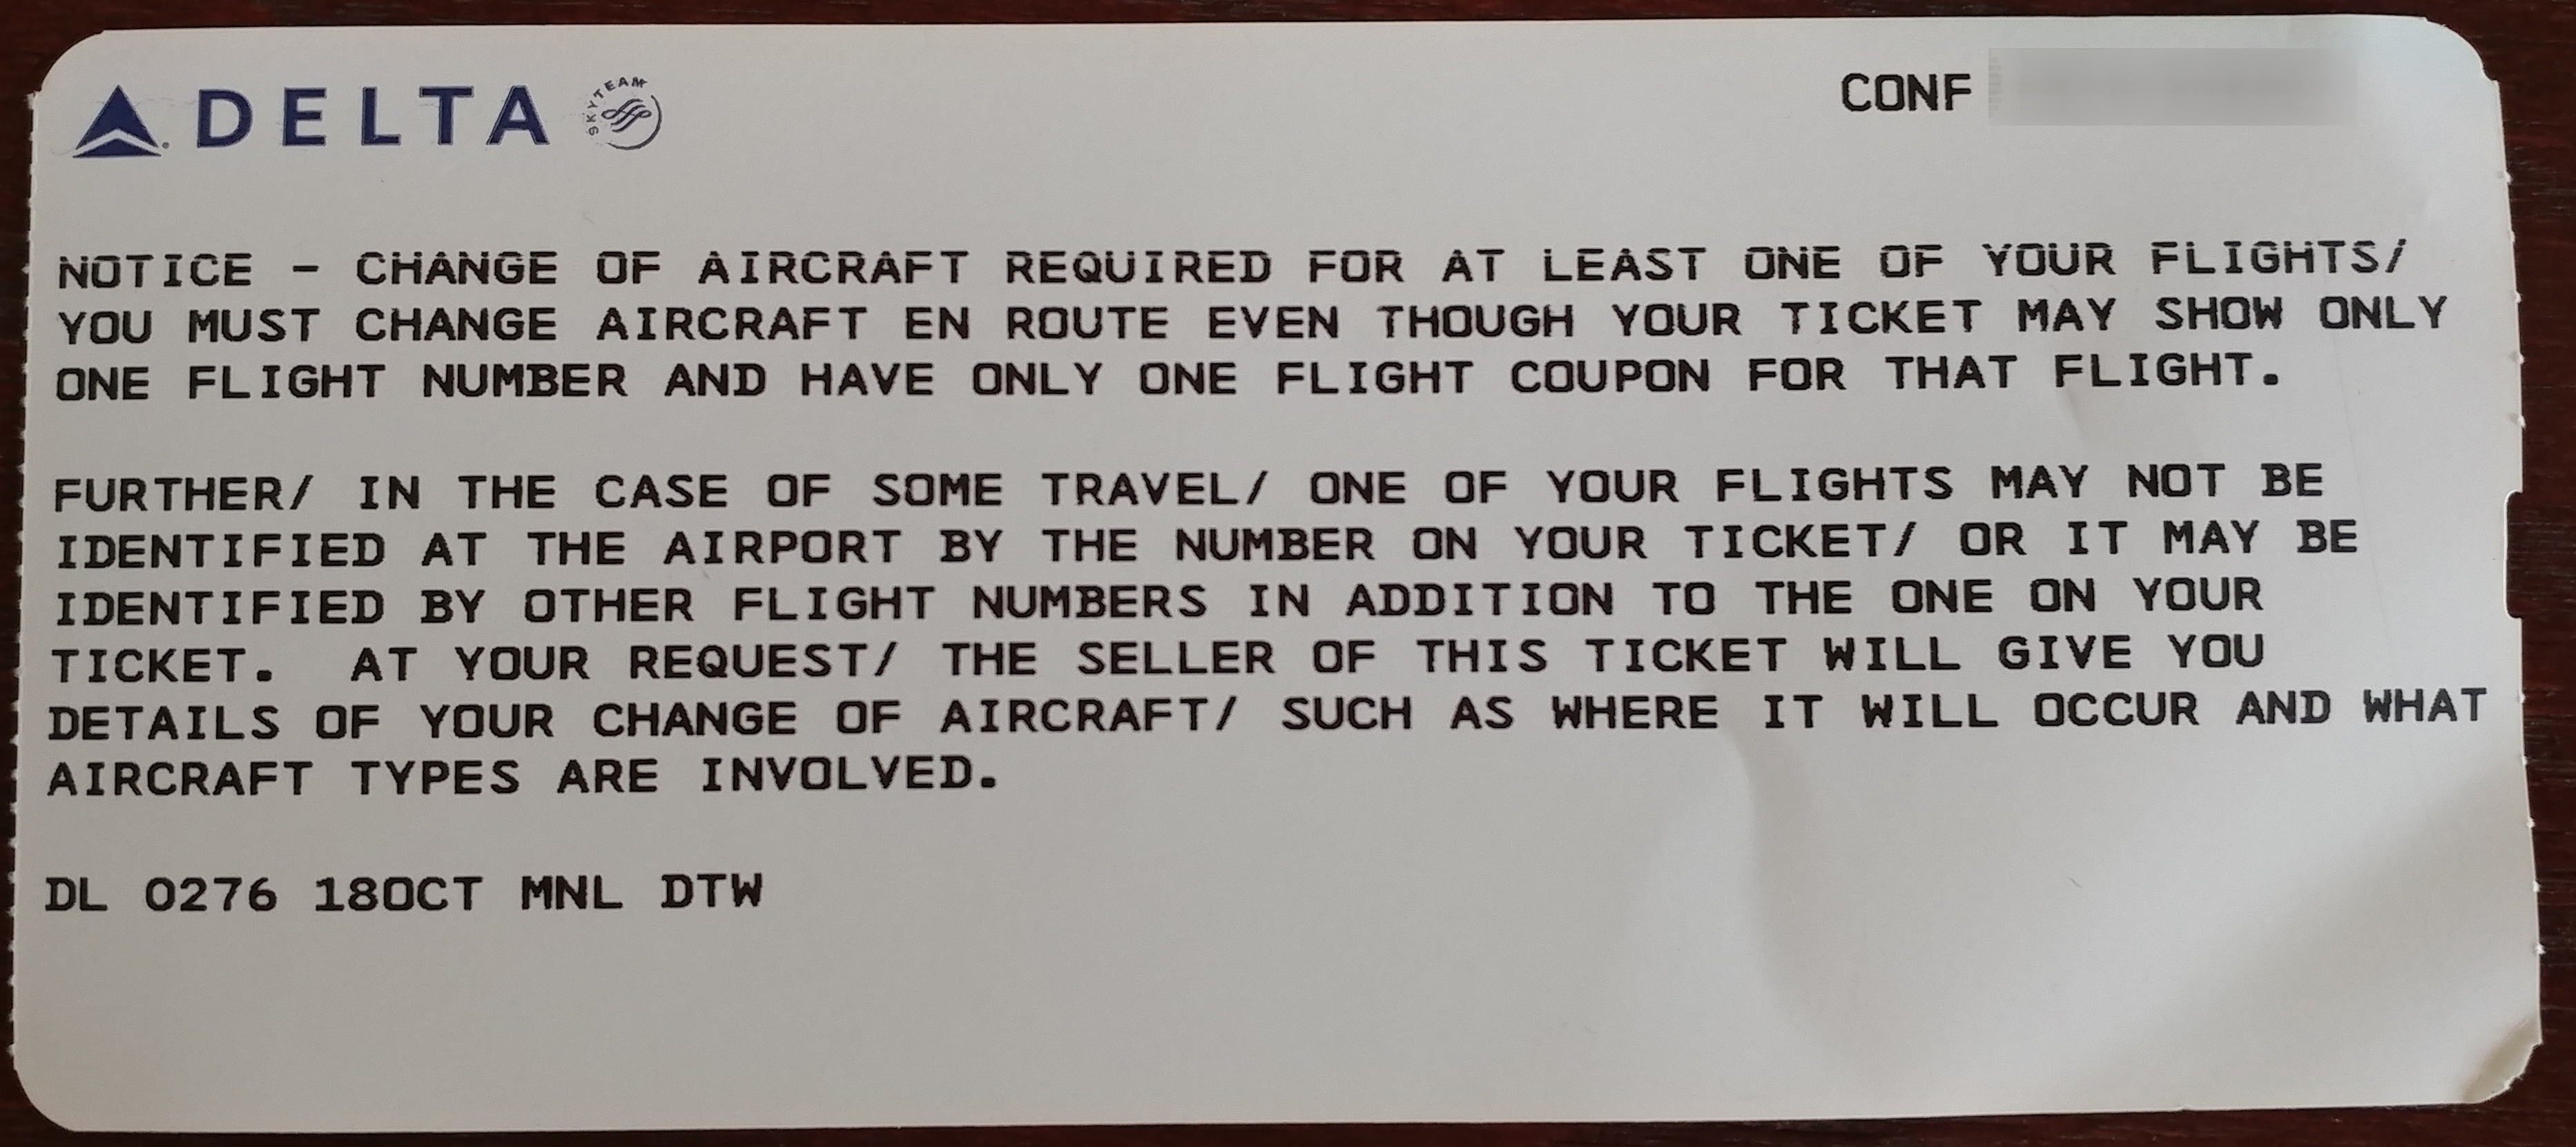 DELTA SKYTEAM CONF
NOTICE - CHANGE OF AIRCRAFT REQUIRED FOR AT LEAST ONE OF YOUR FLIGHTS/
YOU MUST CHANGE AIRCRAFT EN ROUTE EVEN THOUGH YOUR TICKET MAY SHOW ONLY
ONE FLIGHT NUMBER AND HAVE ONLY ONE FLIGHT COUPON FOR THAT FLIGHT.
FURTHER/ IN THE CASE OF SOME TRAVEL/ ONE OF YOUR FLIGHTS MAY NOT BE
IDENTIFIED AT THE AIRPORT BY THE NUMBER ON YOUR TICKET/ OR IT MAY BE
IDENTIFIED BY OTHER FLIGHT NUMBERS IN ADDITION TO THE ONE ON YOUR
TICKET.  AT YOUR REQUEST/ THE SELLER OF THIS TICKET WILL GIVE YOU
DETAILS OF YOUR CHANGE OF AIRCRAFT/ SUCH AS WHERE IT WILL OCCUR AND WHAT
AIRCRAFT TYPES ARE INVOLVED.
DL 0276 18OCT MNL DTW